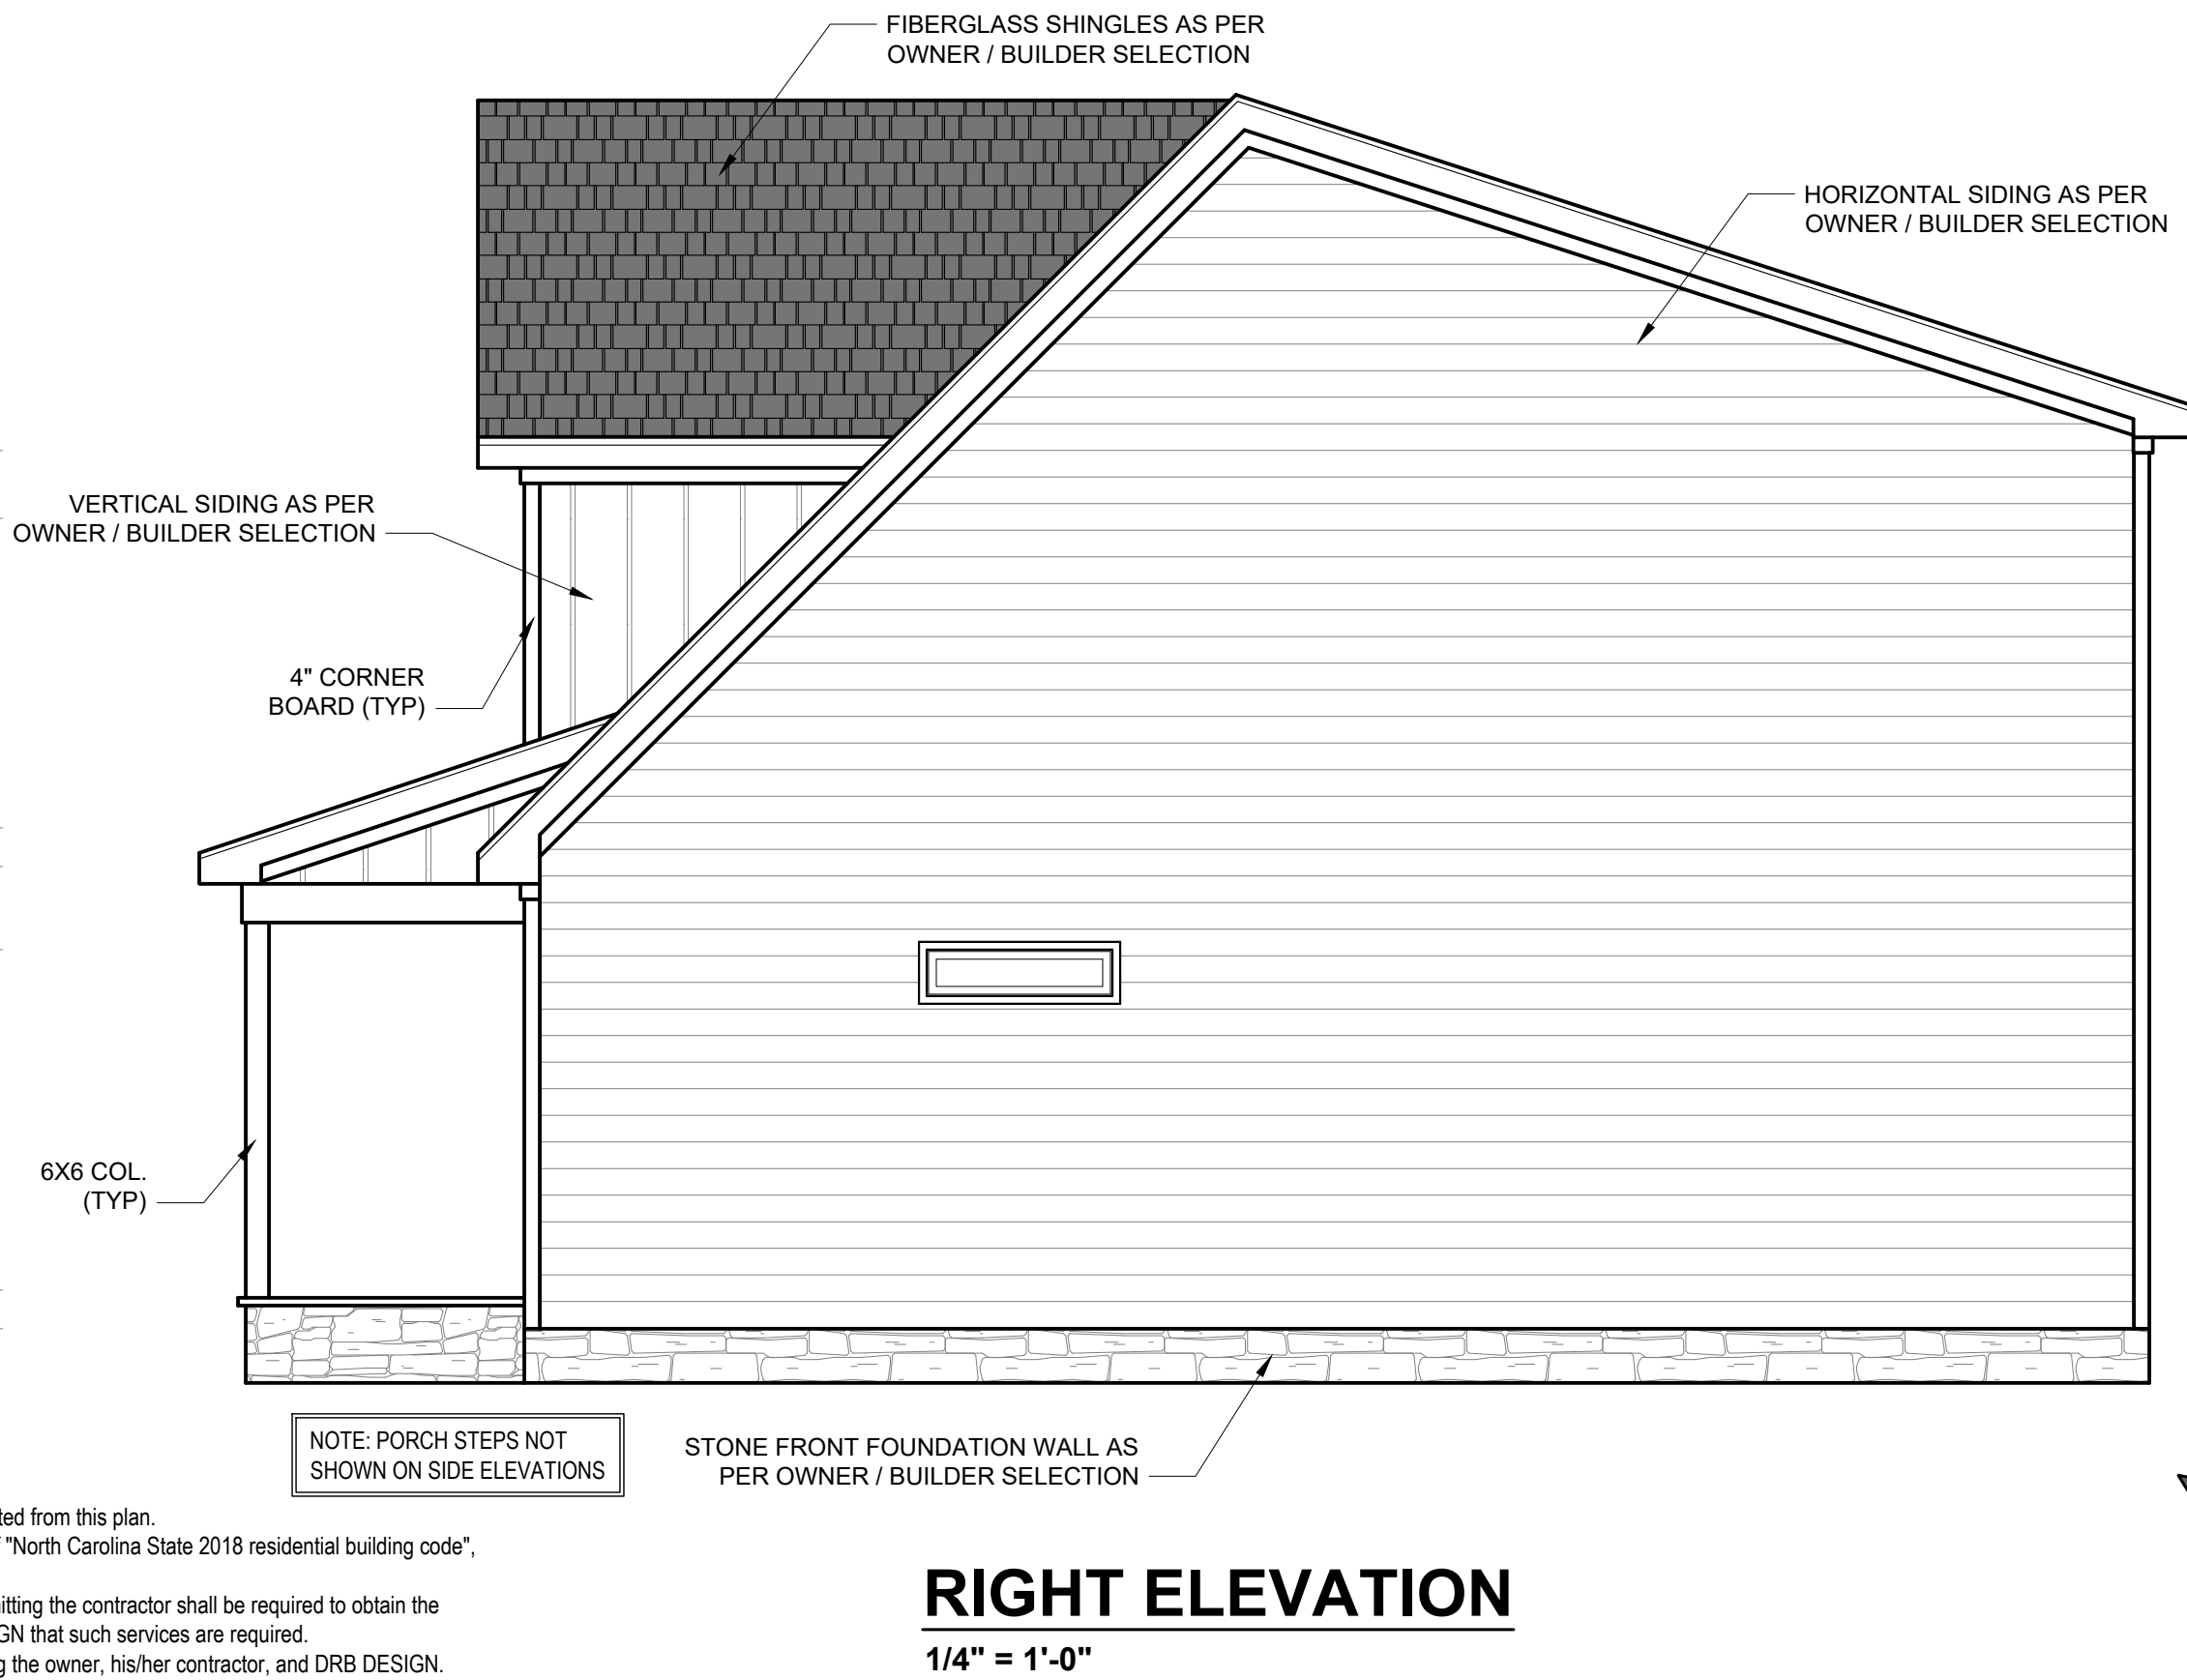 FIBERGLASS SHINGLES AS PER
OWNER / BUILDER SELECTION
HORIZONTAL SIDING AS PER
OWNER / BUILDER SELECTION
VERTICAL SIDING AS PER
OWNER / BUILDER SELECTION
4" CORNER
BOARD (TYP)
6X6 COL.
(TYP)
NOTE: PORCH STEPS NOT
SHOWN ON SIDE ELEVATIONS
STONE FRONT FOUNDATION WALL AS
PER OWNER / BUILDER SELECTION
from this plan.
"North Carolina State 2018 residential building code",
the contractor shall be required to obtain the
that such services are required.
the owner, his/her contractor, and DRB DESIGN.
RIGHT ELEVATION
1/4" = 1'-0"